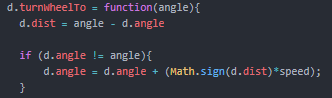 d.turnWheelTo = function(angle){
d.dist = angle - d.angle
if (d.angle != angle){
d.angle = d.angle + (Math.sign(d.dist)*speed);
}